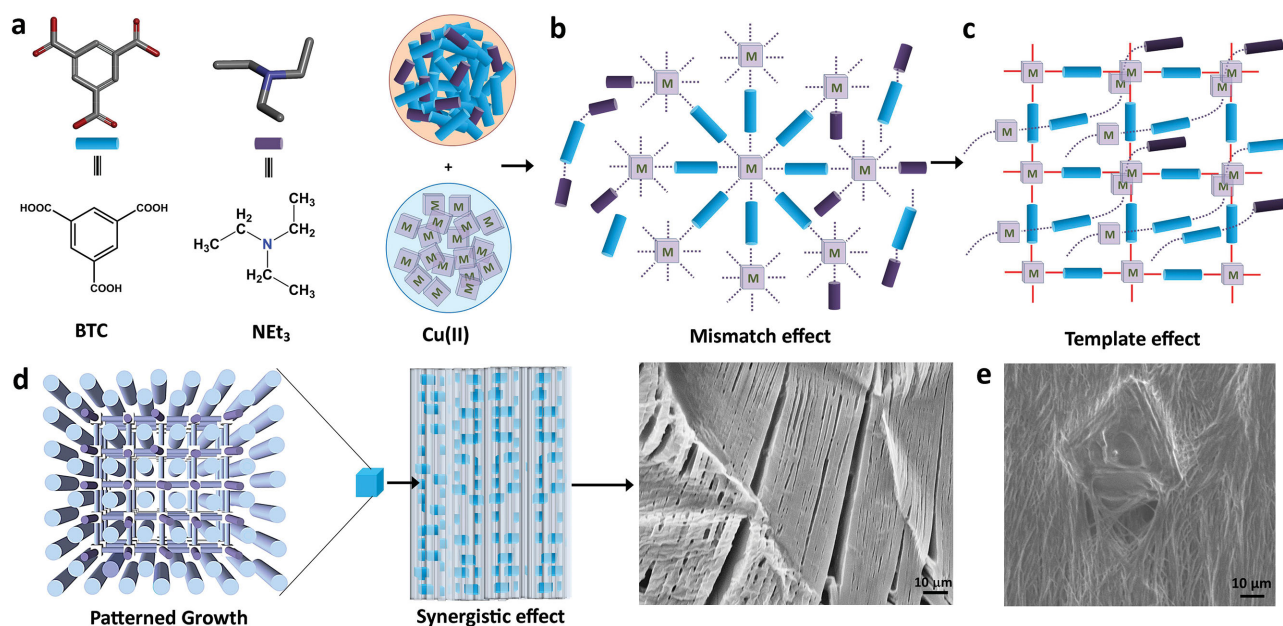 a
HOOC
COOH
COOH
BTC
H2
C
CH3
H3C
N
CH2
H2C
CH3
NEt3
+
M M M M M M M M M M M M M M M M M
Cu(II)
b
M
M M
M M M
M M
M
Mismatch effect
c
M M M
M M
M M
M M M
M M
M M
M M M
Template effect
d
Patterned Growth
Synergistic effect
10 µm
e
10 µm